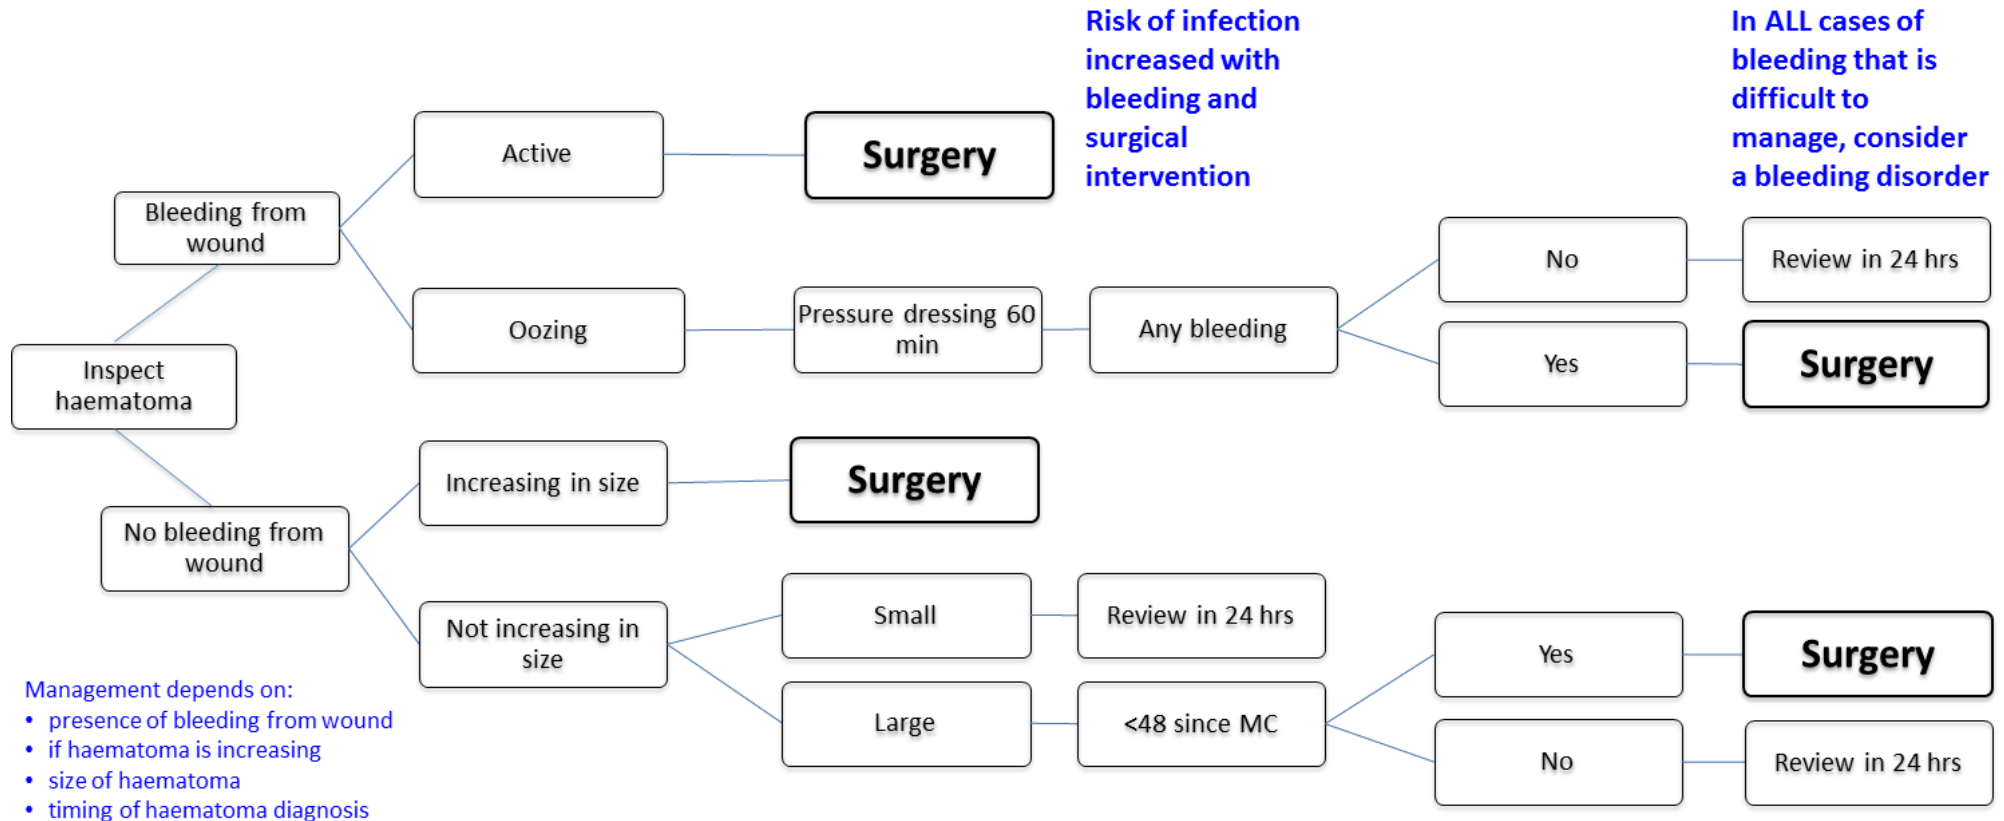 Risk of infection
increased with
bleeding and
surgical
intervention
In ALL cases of
bleeding that is
difficult to
manage, consider
a bleeding disorder
Active
Surgery
Bleeding from
wound
No
Review in 24 hrs
Oozing
Pressure dressing 60
min
Any bleeding
Yes
Surgery
Inspect
haematoma
Increasing in size
Surgery
No bleeding from
wound
Not increasing in
size
Small
Review in 24 hrs
Yes
Surgery
Large
<48 since MC
No
Review in 24 hrs
Management depends on:
• presence of bleeding from wound
• if haematoma is increasing
• size of haematoma
• timing of haematoma diagnosis